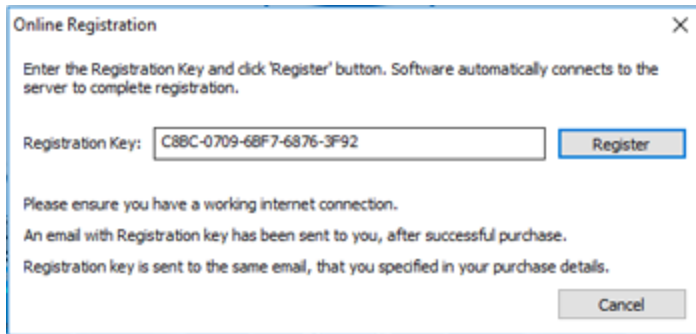 Online Registration
Enter the Registration Key and click 'Register' button. Software automatically connects to the
server to complete registration.
Registration Key: C8BC-0709-6BF7-6876-3F92 Register
Please ensure you have a working internet connection.
An email with Registration key has been sent to you, after successful purchase.
Registration key is sent to the same email, that you specified in your purchase details.
Cancel